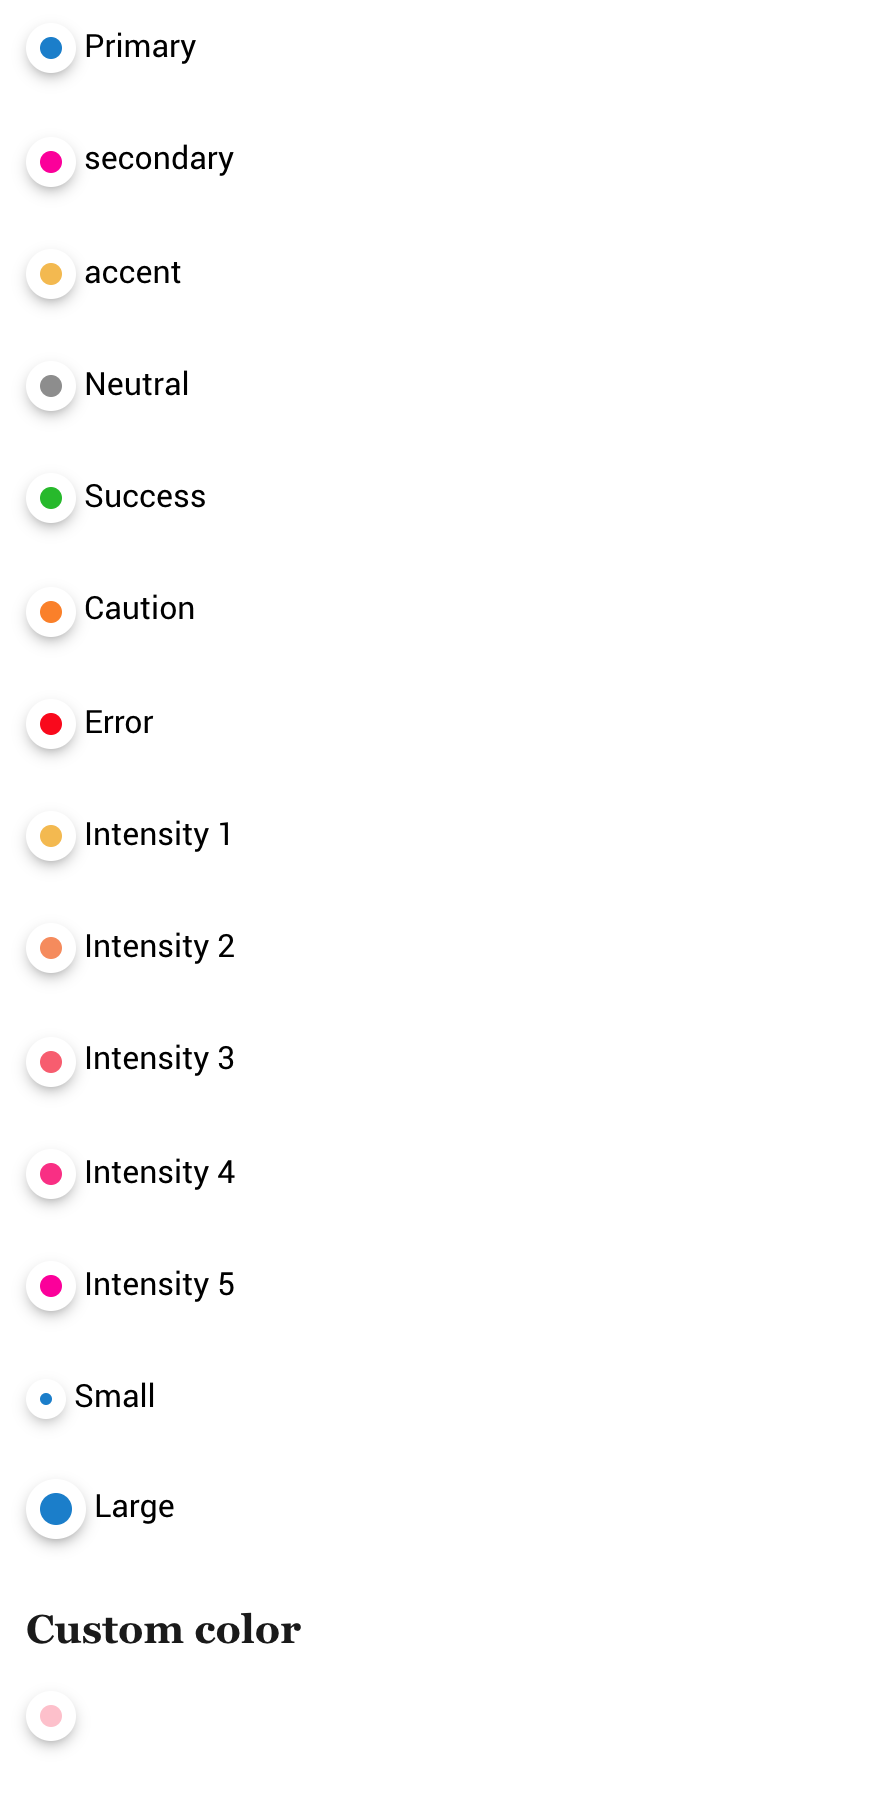 Primary
secondary
accent
Neutral
Success
Caution
Error
Intensity 1
Intensity 2
Intensity 3
Intensity 4
Intensity 5
Small
Large
Custom color